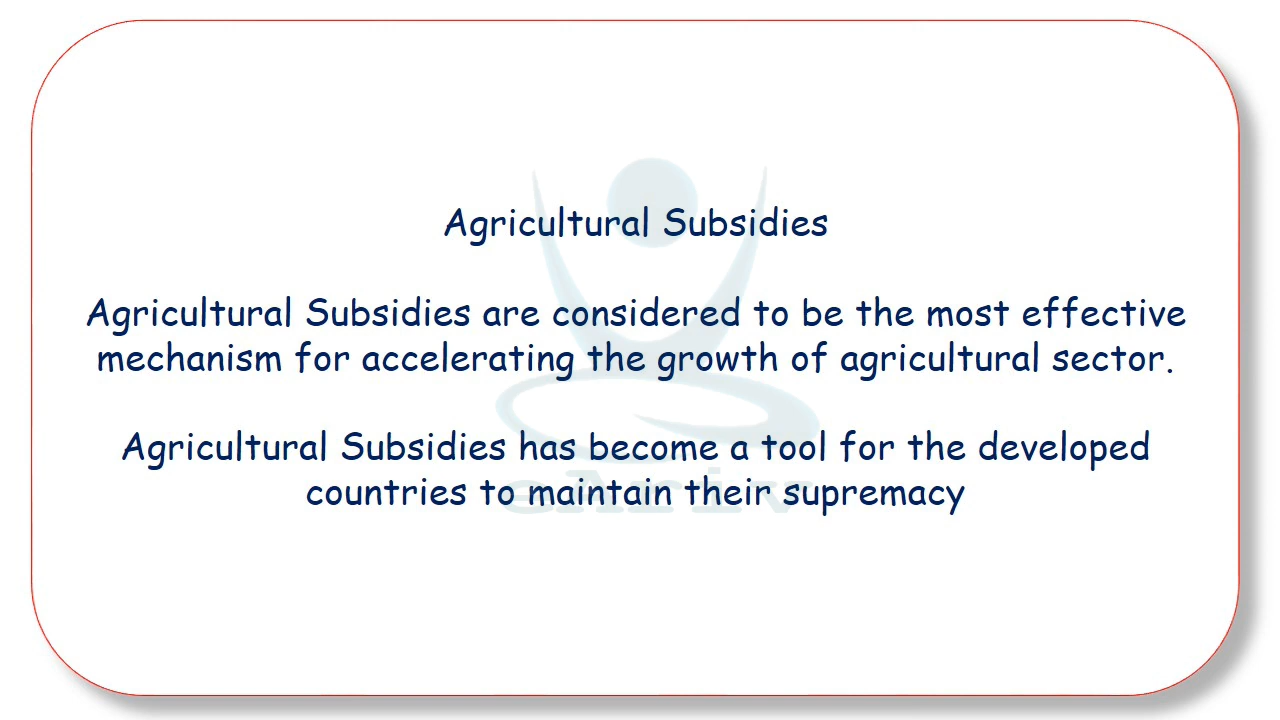 Agricultural Subsidies
Agricultural Subsidies are considered to be the most effective
mechanism for accelerating the growth of agricultural sector.
Agricultural Subsidies has become a tool for the developed
countries to maintain their supremacy
eAriv